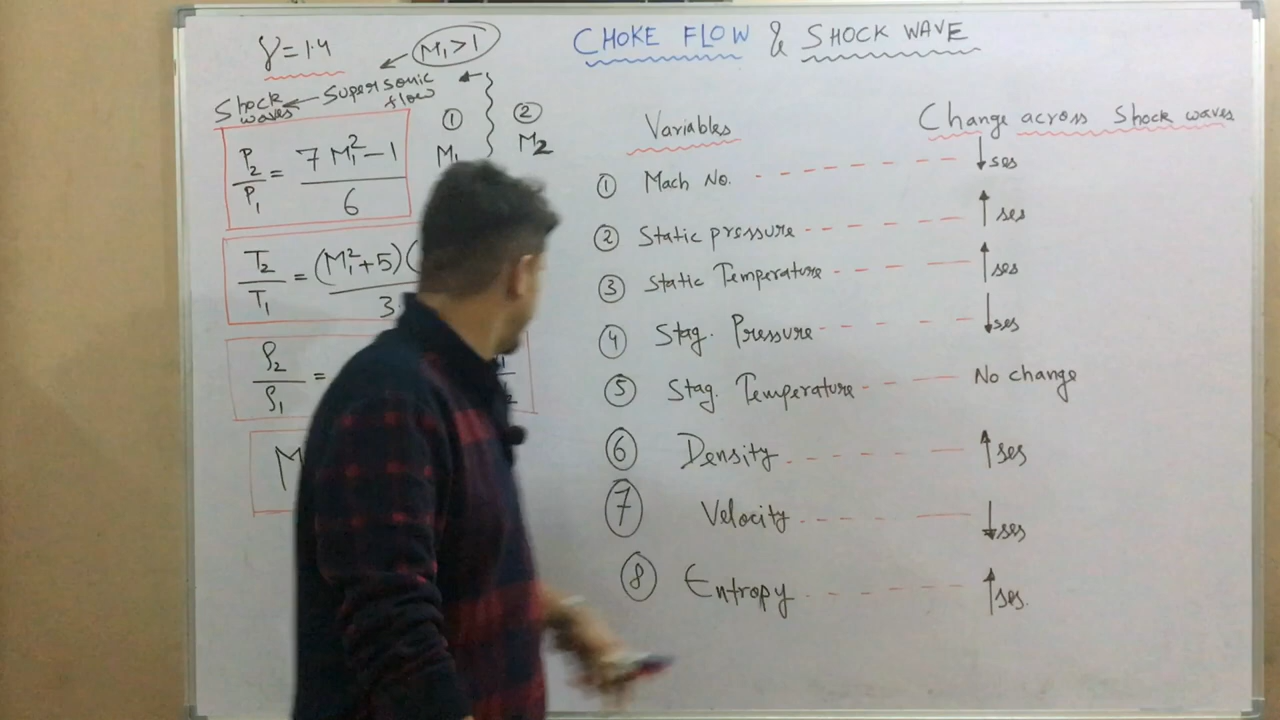 CHOKE FLOW & SHOCK WAVE
γ = 1.4
M₁ > 1
Supersonic flow
Shock waves
① ②
M₁ M₂
P₂/P₁ = (7 M₁² − 1)/6
T₂/T₁ = (M₁² + 5)(
3
ρ₂/ρ₁ =
M
Variables Change across Shock waves
① Mach No. ↓ses
② Static pressure ↑ses
③ Static Temperature ↑ses
④ Stag. Pressure ↓ses
⑤ Stag. Temperature No change
⑥ Density ↑ses
⑦ Velocity ↓ses
⑧ Entropy ↑ses.